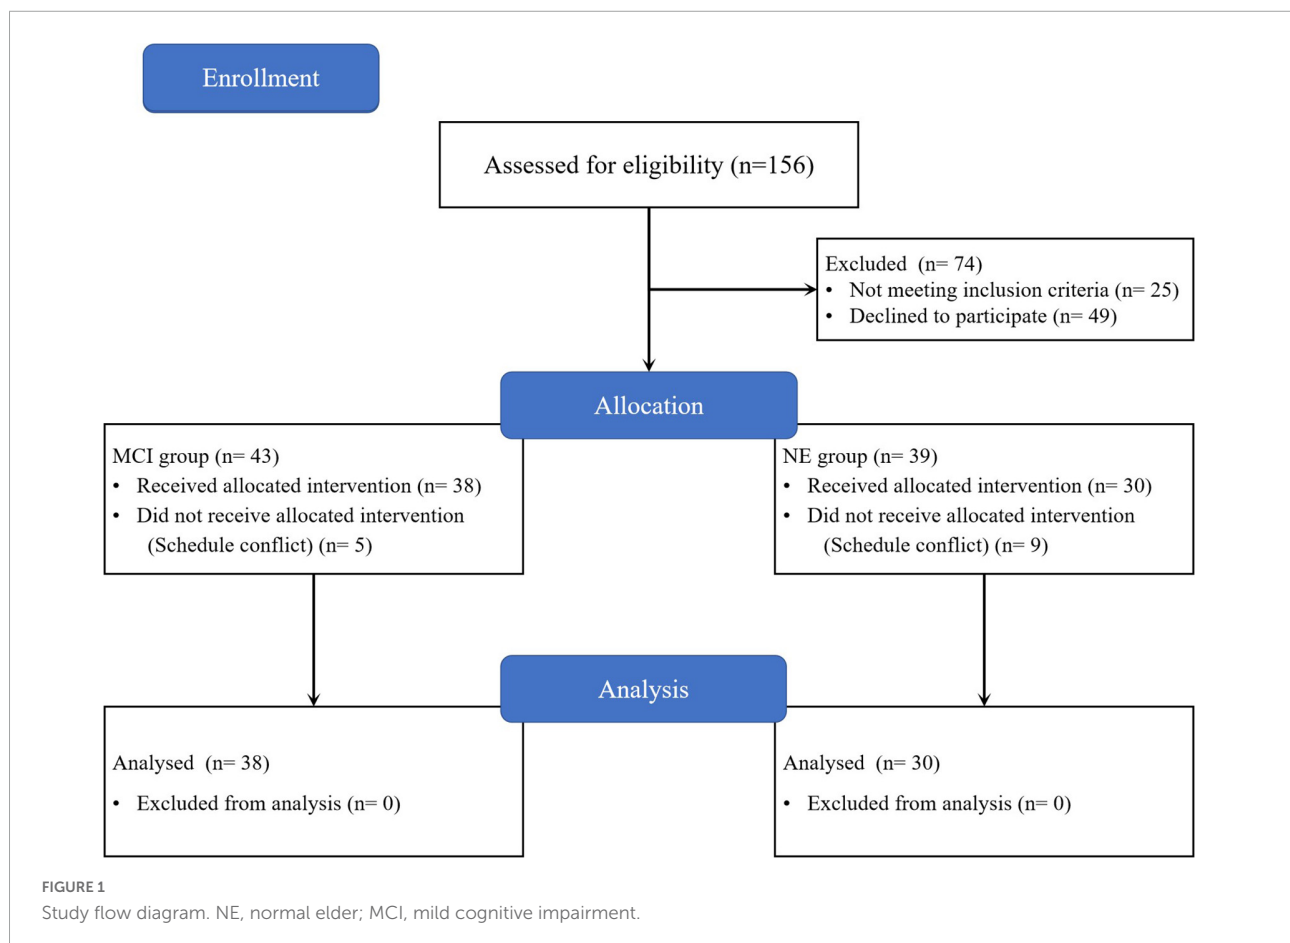 Enrollment
Assessed for eligibility (n=156)
Excluded (n= 74)
• Not meeting inclusion criteria (n= 25)
• Declined to participate (n= 49)
Allocation
MCI group (n= 43)
• Received allocated intervention (n= 38)
• Did not receive allocated intervention
(Schedule conflict) (n= 5)
NE group (n= 39)
• Received allocated intervention (n= 30)
• Did not receive allocated intervention
(Schedule conflict) (n= 9)
Analysis
Analysed (n= 38)
• Excluded from analysis (n= 0)
Analysed (n= 30)
• Excluded from analysis (n= 0)
FIGURE 1
Study flow diagram. NE, normal elder; MCI, mild cognitive impairment.